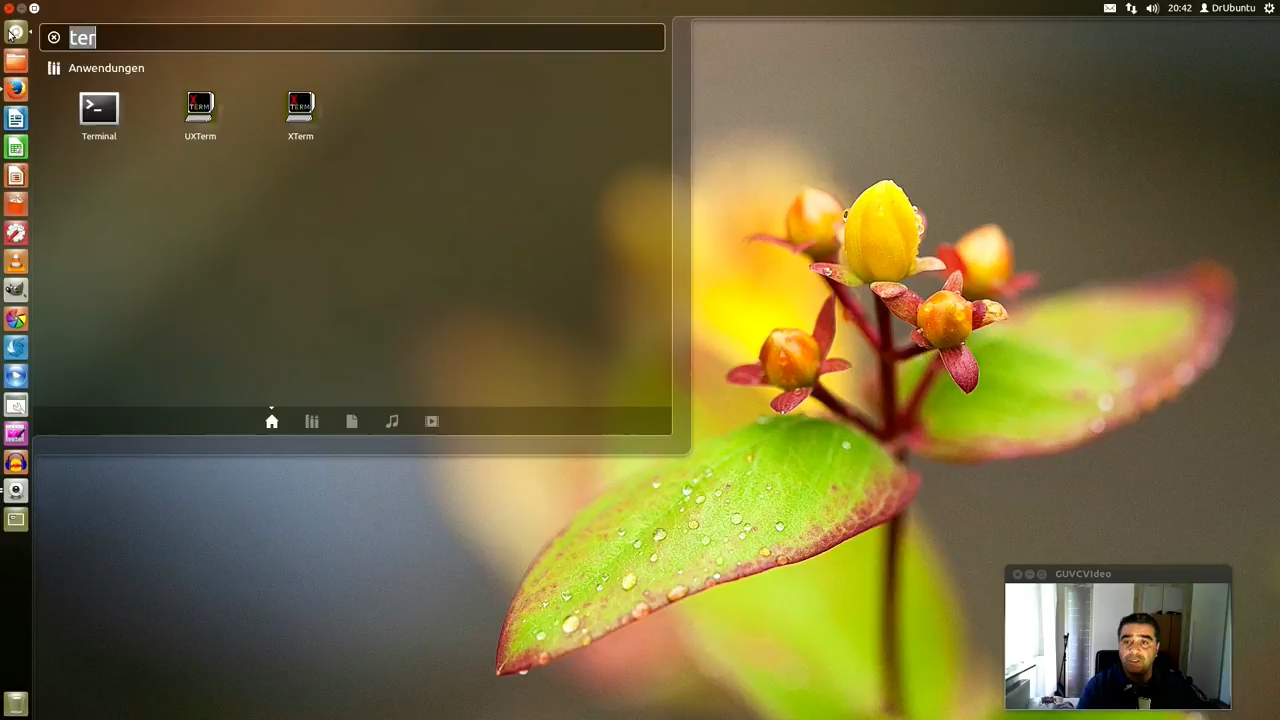 20:42 DrUbuntu
ter
Anwendungen
>_ TERM TERM
Terminal UXTerm XTerm
GUVCVideo